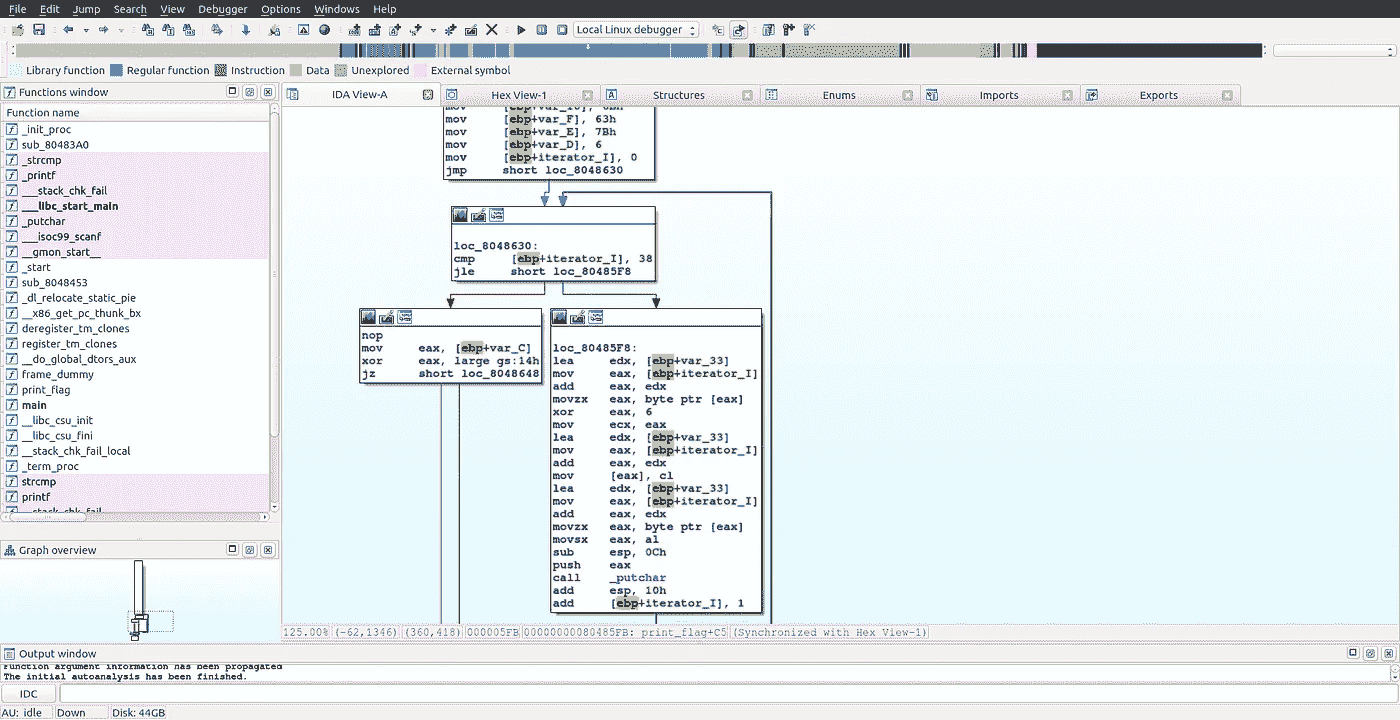 File Edit Jump Search View Debugger Options Windows Help
Local Linux debugger
Library function Regular function Instruction Data Unexplored External symbol
Functions window
Function name
_init_proc
sub_80483A0
_strcmp
_printf
___stack_chk_fail
___libc_start_main
_putchar
___isoc99_scanf
__gmon_start__
_start
sub_8048453
_dl_relocate_static_pie
__x86_get_pc_thunk_bx
deregister_tm_clones
register_tm_clones
__do_global_dtors_aux
frame_dummy
print_flag
main
__libc_csu_init
__libc_csu_fini
__stack_chk_fail_local
_term_proc
strcmp
printf
__stack_chk_fail
Graph overview
IDA View-A Hex View-1 Structures Enums Imports Exports
mov [ebp+var_10], 6Bh
mov [ebp+var_F], 63h
mov [ebp+var_E], 7Bh
mov [ebp+var_D], 6
mov [ebp+iterator_I], 0
jmp short loc_8048630
loc_8048630:
cmp [ebp+iterator_I], 38
jle short loc_80485F8
nop
mov eax, [ebp+var_C]
xor eax, large gs:14h
jz short loc_8048648
loc_80485F8:
lea edx, [ebp+var_33]
mov eax, [ebp+iterator_I]
add eax, edx
movzx eax, byte ptr [eax]
xor eax, 6
mov ecx, eax
lea edx, [ebp+var_33]
mov eax, [ebp+iterator_I]
add eax, edx
mov [eax], cl
lea edx, [ebp+var_33]
mov eax, [ebp+iterator_I]
add eax, edx
movzx eax, byte ptr [eax]
movsx eax, al
sub esp, 0Ch
push eax
call _putchar
add esp, 10h
add [ebp+iterator_I], 1
125.00% (-62,1346) (360,418) 000005FB 00000000080485FB: print_flag+C5 (Synchronized with Hex View-1)
Output window
Function argument information has been propagated
The initial autoanalysis has been finished.
IDC
AU: idle Down Disk: 44GB